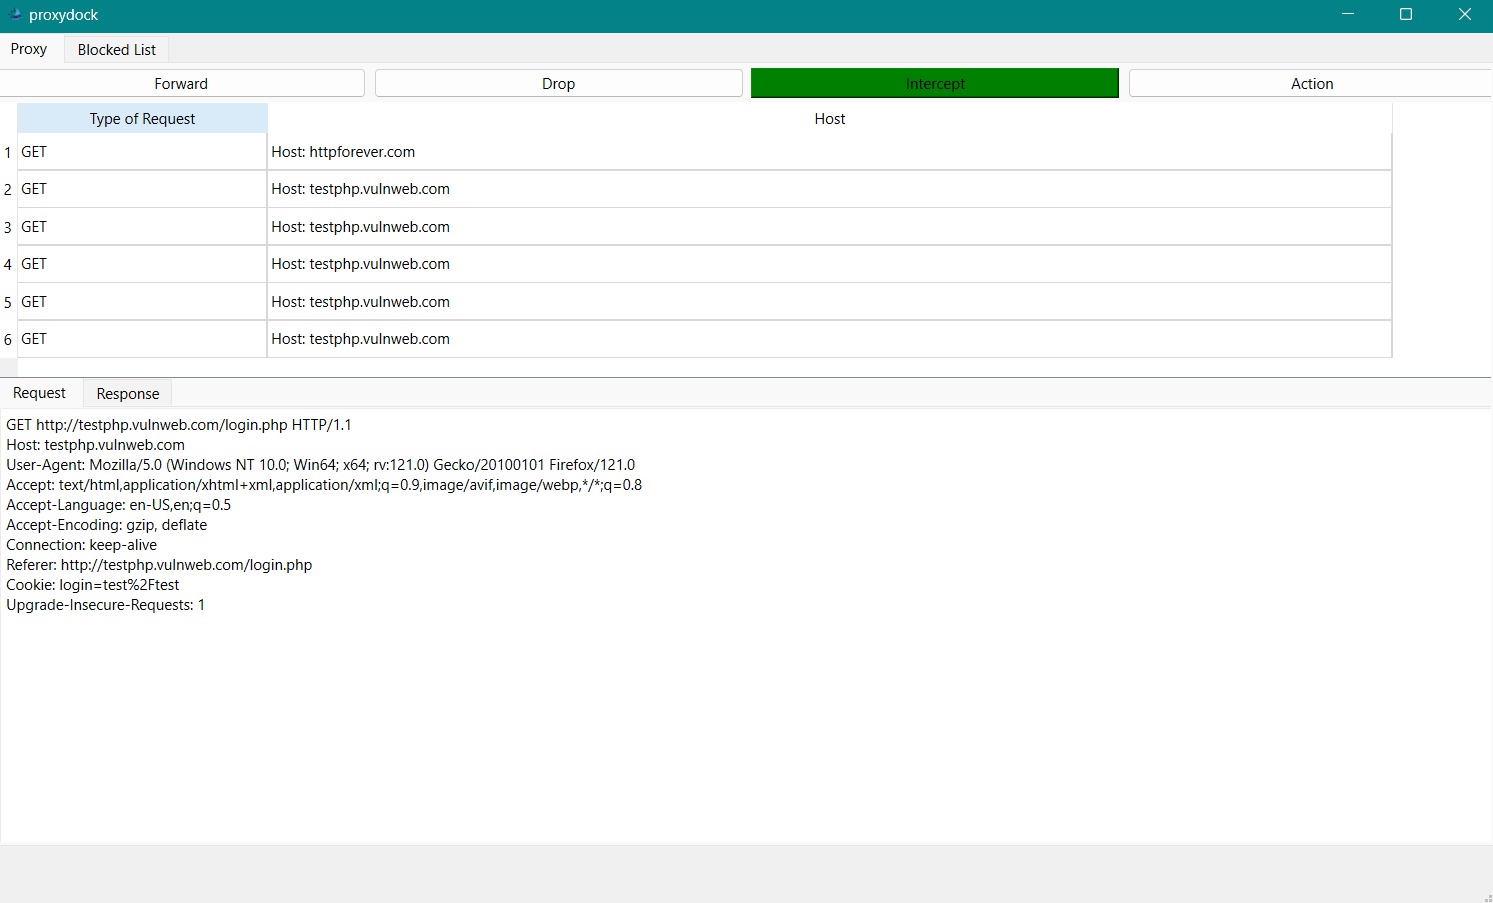 proxydock
Proxy Blocked List
Forward Drop Intercept Action
Type of Request Host
1 GET Host: httpforever.com
2 GET Host: testphp.vulnweb.com
3 GET Host: testphp.vulnweb.com
4 GET Host: testphp.vulnweb.com
5 GET Host: testphp.vulnweb.com
6 GET Host: testphp.vulnweb.com
Request Response
GET http://testphp.vulnweb.com/login.php HTTP/1.1
Host: testphp.vulnweb.com
User-Agent: Mozilla/5.0 (Windows NT 10.0; Win64; x64; rv:121.0) Gecko/20100101 Firefox/121.0
Accept: text/html,application/xhtml+xml,application/xml;q=0.9,image/avif,image/webp,*/*;q=0.8
Accept-Language: en-US,en;q=0.5
Accept-Encoding: gzip, deflate
Connection: keep-alive
Referer: http://testphp.vulnweb.com/login.php
Cookie: login=test%2Ftest
Upgrade-Insecure-Requests: 1